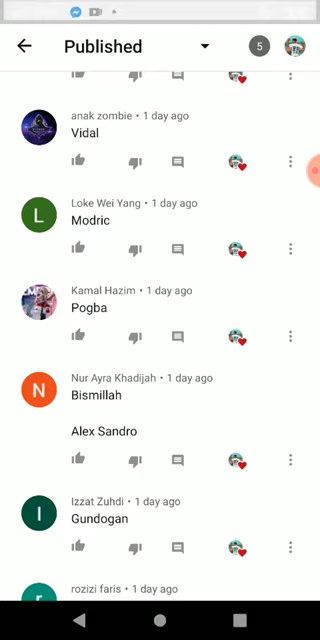 Published
5
anak zombie • 1 day ago
Vidal
L
Loke Wei Yang • 1 day ago
Modric
Kamal Hazim • 1 day ago
Pogba
N
Nur Ayra Khadijah • 1 day ago
Bismillah
Alex Sandro
I
Izzat Zuhdi • 1 day ago
Gundogan
r
rozizi faris • 1 day ago